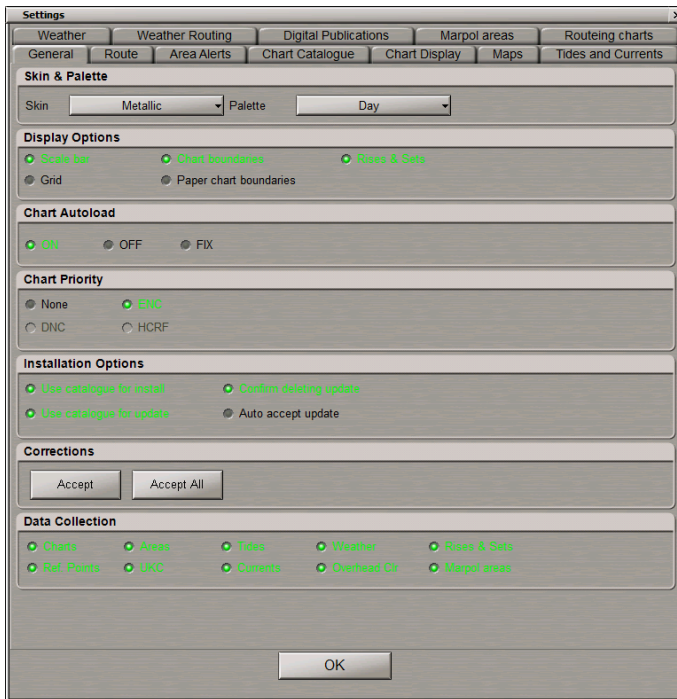 Settings
Weather Weather Routing Digital Publications Marpol areas Routeing charts
General Route Area Alerts Chart Catalogue Chart Display Maps Tides and Currents
Skin & Palette
Skin Metallic Palette Day
Display Options
Scale bar Chart boundaries Rises & Sets
Grid Paper chart boundaries
Chart Autoload
ON OFF FIX
Chart Priority
None ENC
DNC HCRF
Installation Options
Use catalogue for install Confirm deleting update
Use catalogue for update Auto accept update
Corrections
Accept Accept All
Data Collection
Charts Areas Tides Weather Rises & Sets
Ref. Points UKC Currents Overhead Cl. Marpol areas
OK